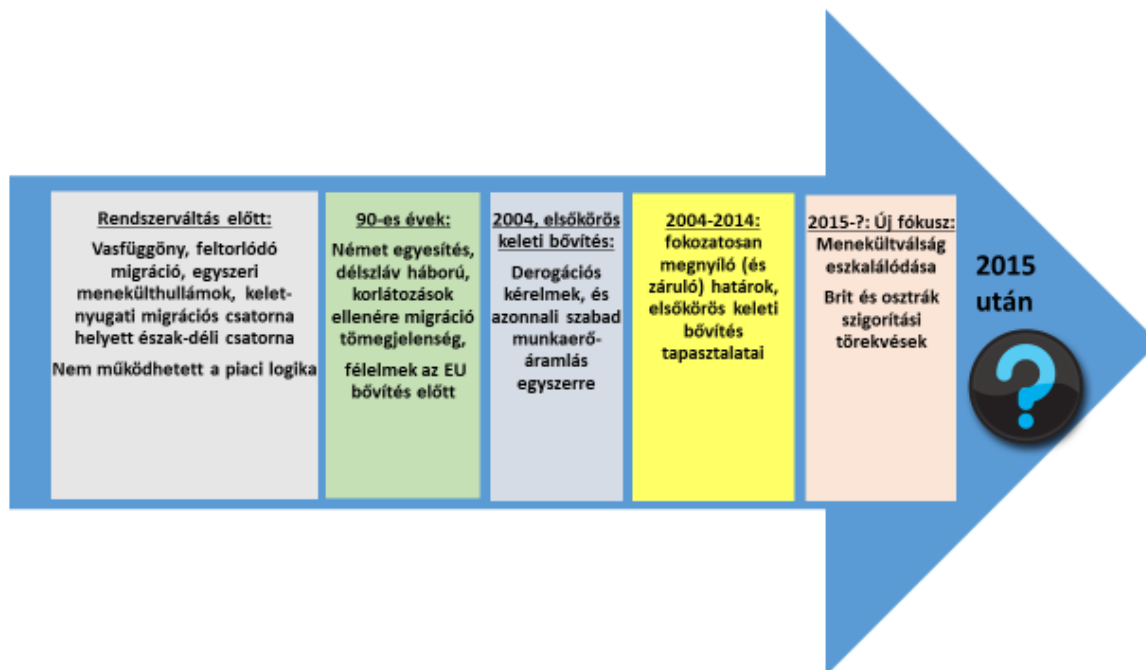 Rendszerváltás előtt:
Vasfüggöny, feltorlódó
migráció, egyszeri
menekülthullámok, kelet-
nyugati migrációs csatorna
helyett észak-déli csatorna
Nem működhetett a piaci logika
90-es évek:
Német egyesítés,
délszláv háború,
korlátozások
ellenére migráció
tömegjelenség,
félelmek az EU
bővítés előtt
2004, elsőkörös
keleti bővítés:
Derogációs
kérelmek, és
azonnali szabad
munkaerő-
áramlás
egyszerre
2004-2014:
fokozatosan
megnyíló (és
záruló) határok,
elsőkörös keleti
bővítés
tapasztalatai
2015-?: Új fókusz:
Menekültválság
eszkalálódása
Brit és osztrák
szigorítási
törekvések
2015
után
?